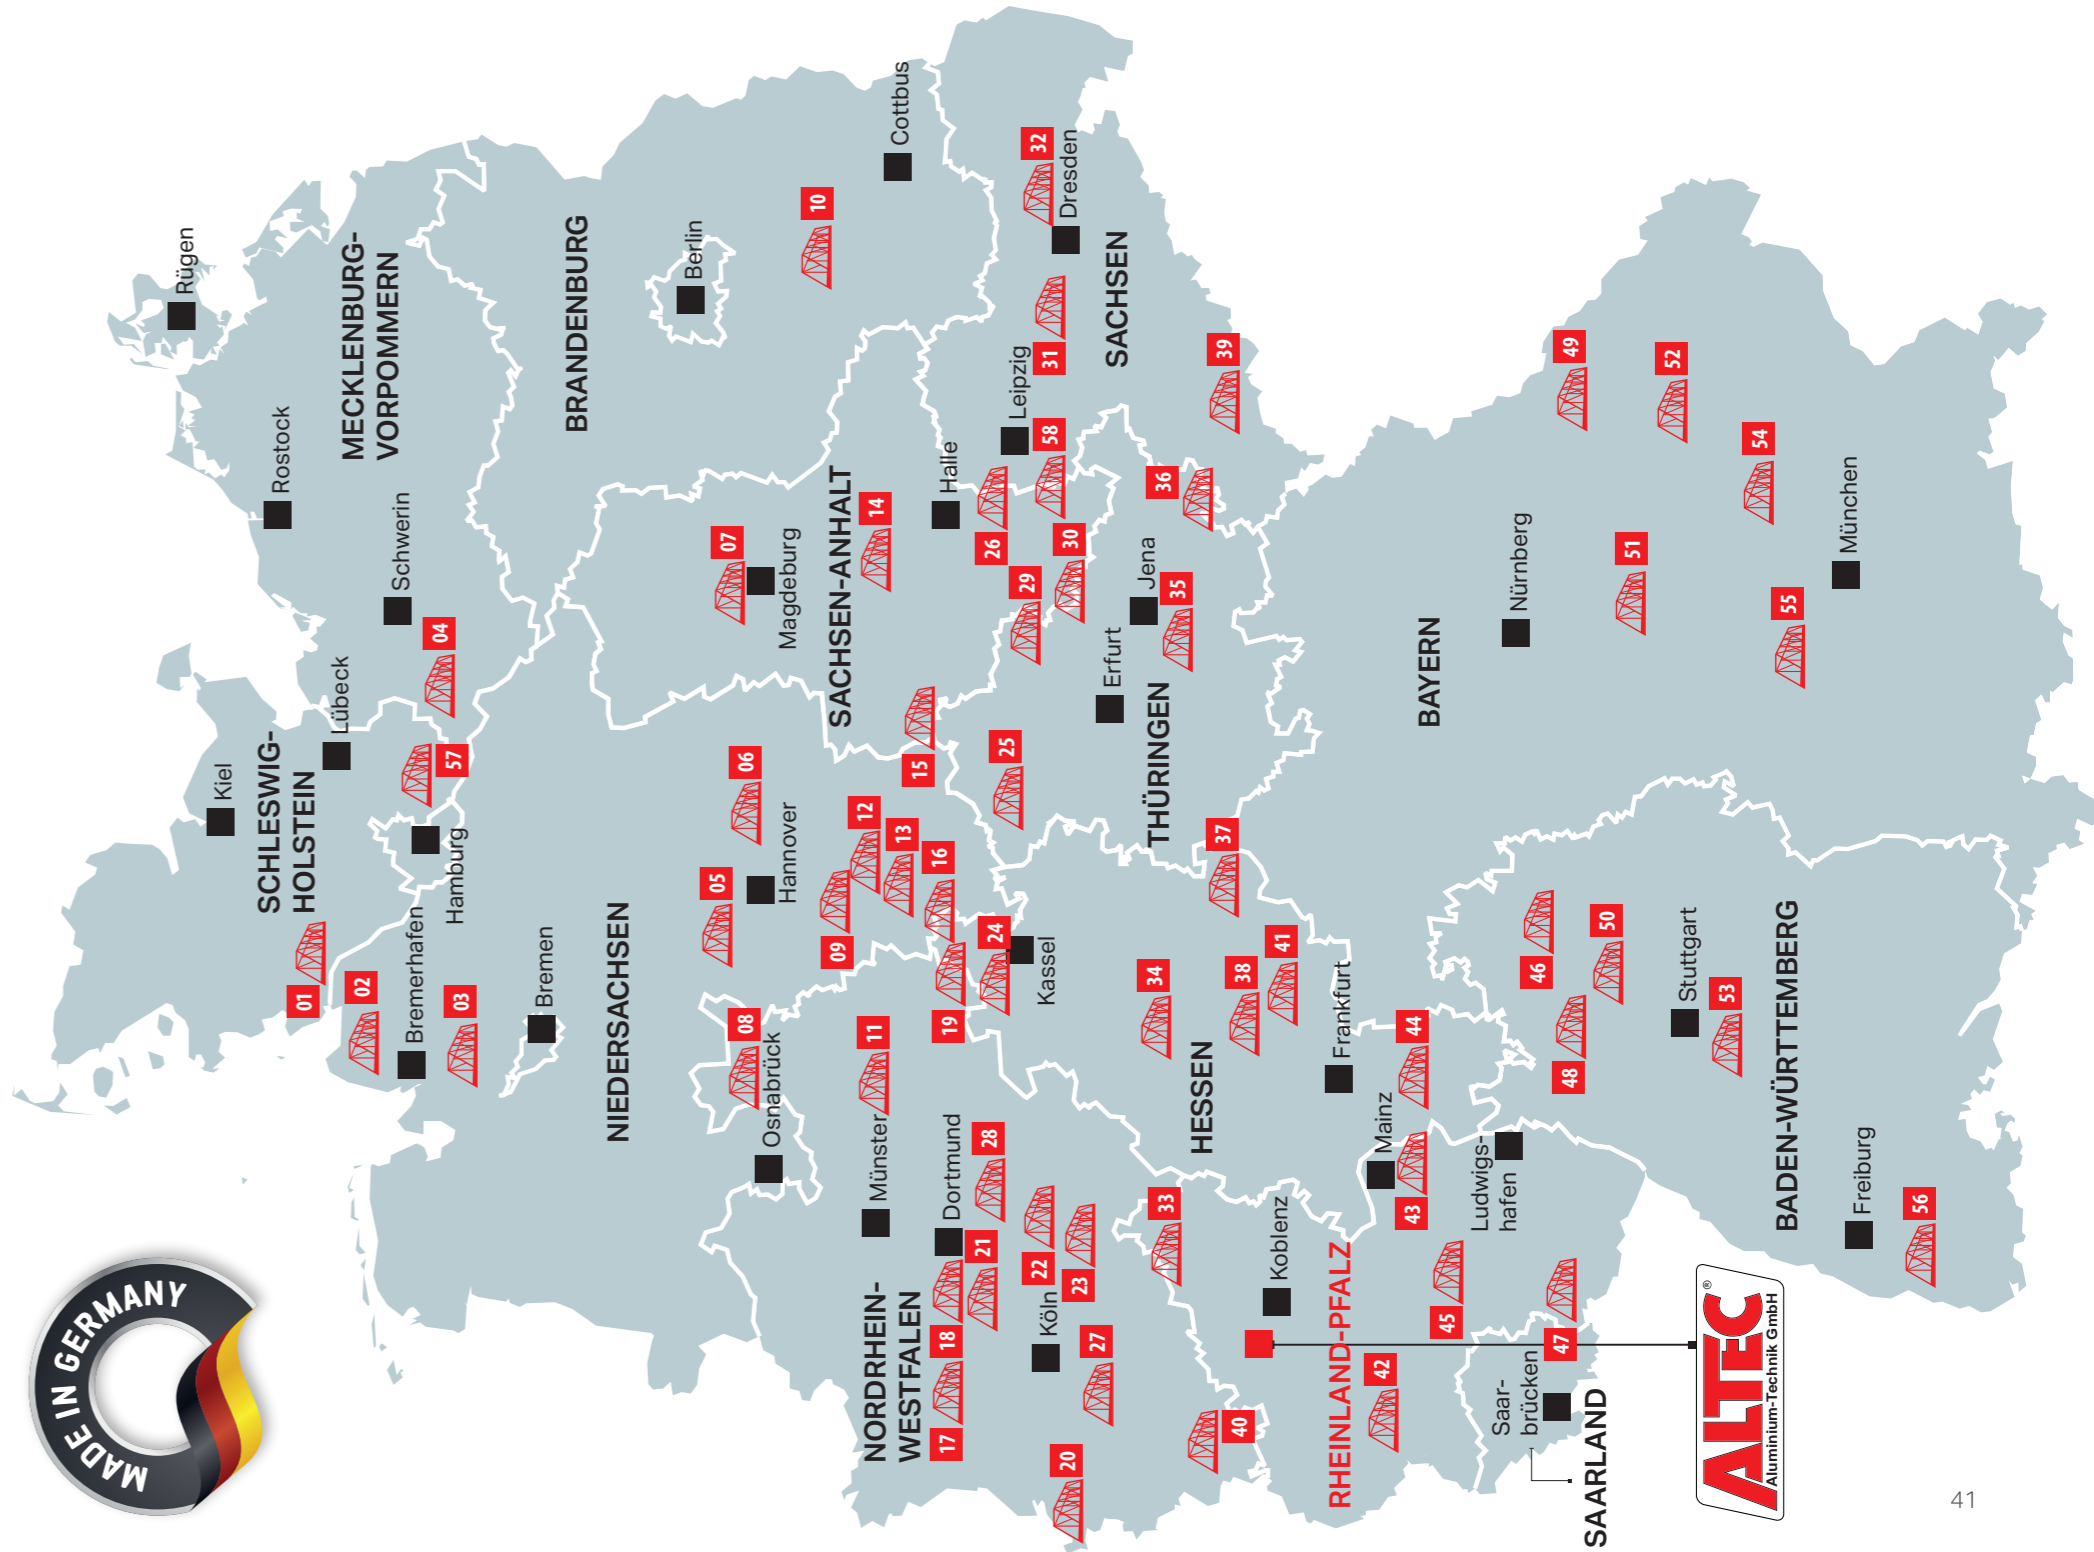 MADE IN GERMANY
Rügen
Kiel
Rostock
SCHLESWIG-
HOLSTEIN
Lübeck
MECKLENBURG-
VORPOMMERN
Schwerin
01
02
04
57
Hamburg
Bremerhafen
03
Bremen
BRANDENBURG
NIEDERSACHSEN
Berlin
05
06
07
08
Hannover
Magdeburg
Osnabrück
10
SACHSEN-ANHALT
09
12
11
14
13
Münster
Cottbus
NORDRHEIN-
WESTFALEN
15
16
Halle
Dortmund
17
18
19
21
28
24
26
25
Leipzig
29
22
Köln
Kassel
58
31
32
Dresden
30
20
23
27
SACHSEN
Erfurt
Jena
THÜRINGEN
34
33
36
35
HESSEN
37
39
40
38
41
Koblenz
RHEINLAND-PFALZ
Frankfurt
Mainz
42
43
44
BAYERN
45
Ludwigs-
hafen
Nürnberg
46
Saar-
brücken
47
48
49
50
51
SAARLAND
52
Stuttgart
53
54
55
BADEN-WÜRTTEMBERG
München
Freiburg
56
ALTEC®
Aluminium-Technik GmbH
41